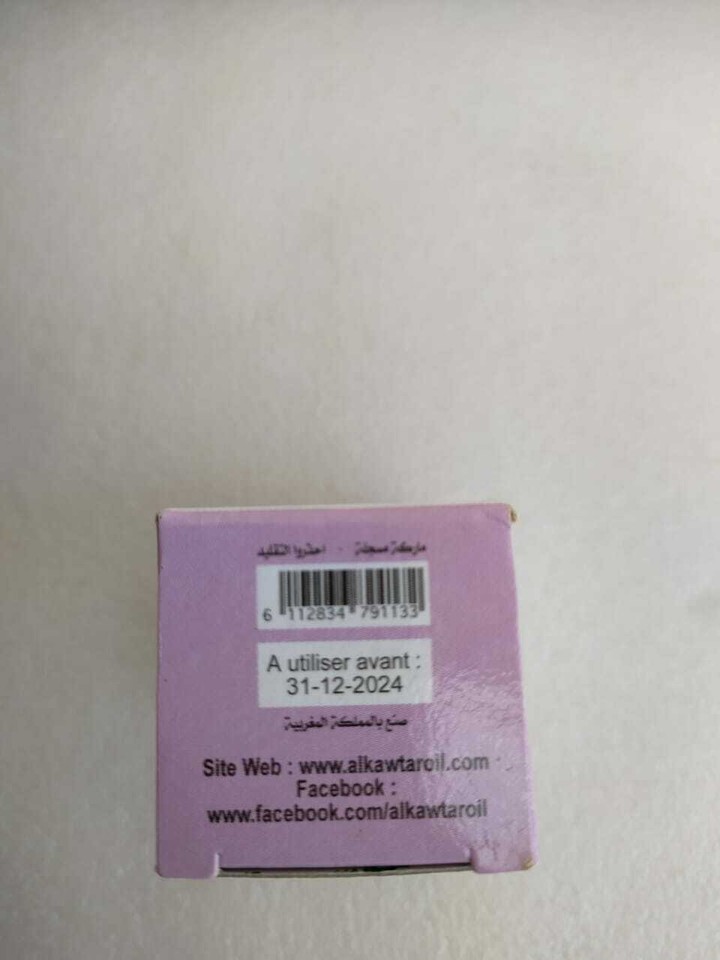 ماركة مسجلة - احذروا التقليد
6 112834 791133
A utiliser avant :
31-12-2024
صنع بالمملكة المغربية
Site Web : www.alkawtaroil.com
Facebook :
www.facebook.com/alkawtaroil